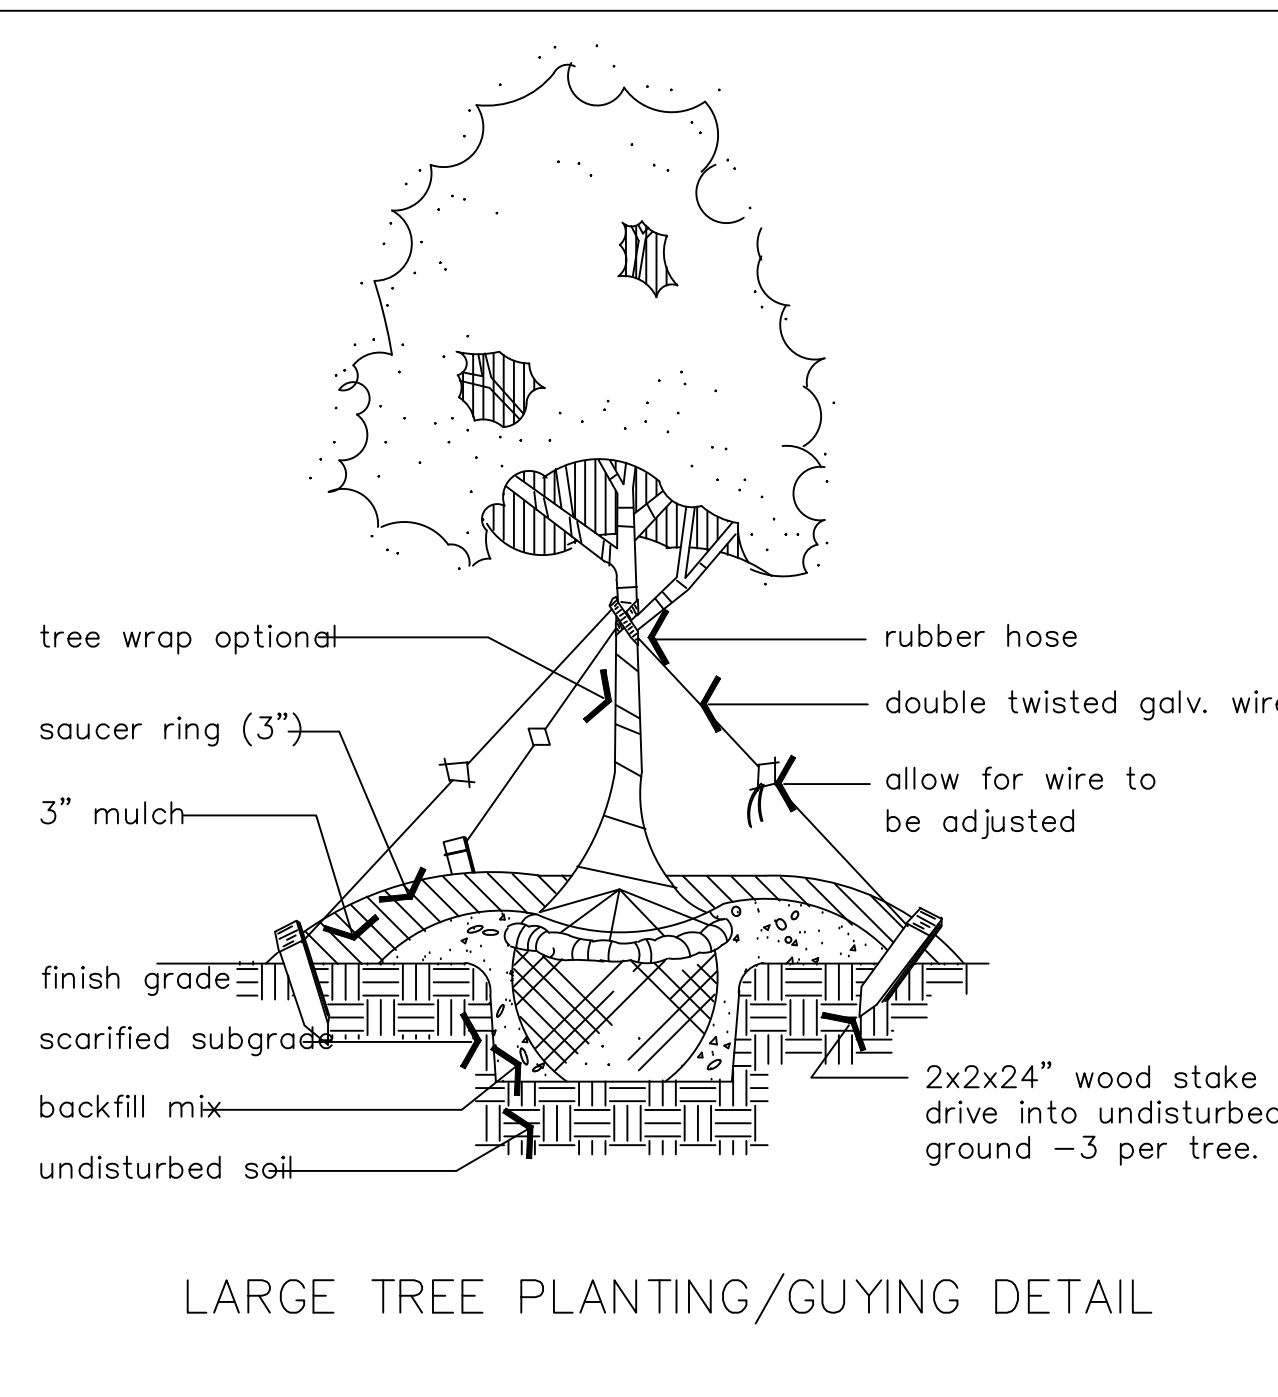 tree wrap optional
saucer ring (3”)
3” mulch
finish grade
scarified subgrade
backfill mix
undisturbed soil
rubber hose
double twisted galv. wire
allow for wire to
be adjusted
2x2x24” wood stake
drive into undisturbed
ground –3 per tree.
LARGE TREE PLANTING/GUYING DETAIL